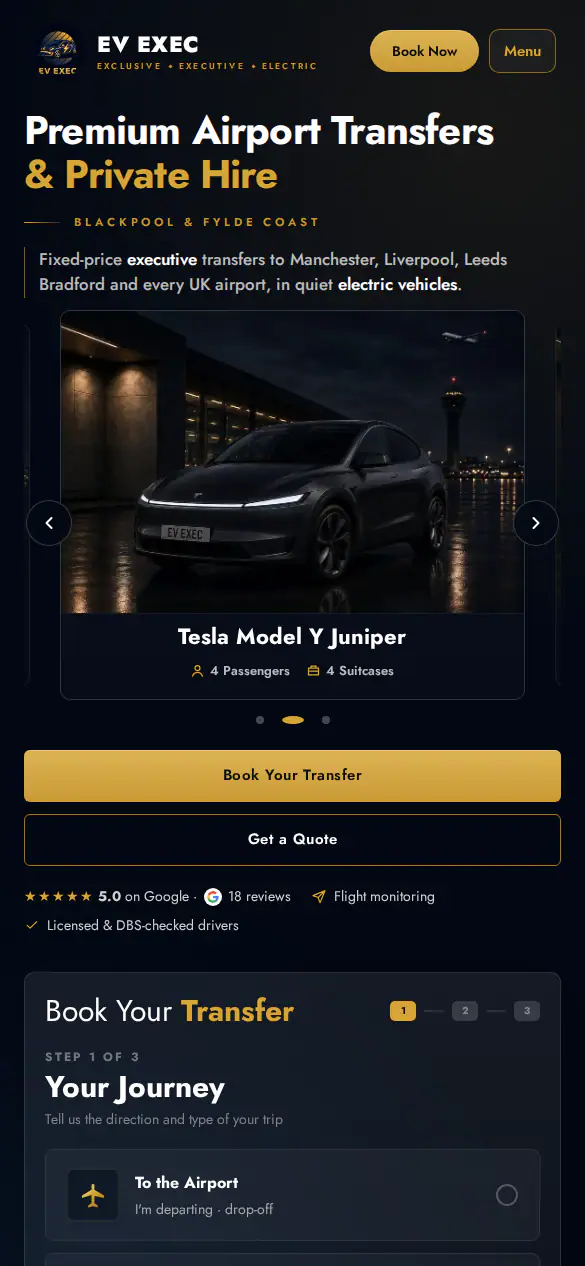 EV EXEC
EV EXEC
EXCLUSIVE • EXECUTIVE • ELECTRIC
Book Now
Menu
Premium Airport Transfers
& Private Hire
BLACKPOOL & FYLDE COAST
Fixed-price executive transfers to Manchester, Liverpool, Leeds
Bradford and every UK airport, in quiet electric vehicles.
EV EXEC
Tesla Model Y Juniper
4 Passengers
4 Suitcases
Book Your Transfer
Get a Quote
★★★★★ 5.0 on Google · G 18 reviews
Flight monitoring
Licensed & DBS-checked drivers
Book Your Transfer
1
2
3
STEP 1 OF 3
Your Journey
Tell us the direction and type of your trip
To the Airport
I'm departing · drop-off